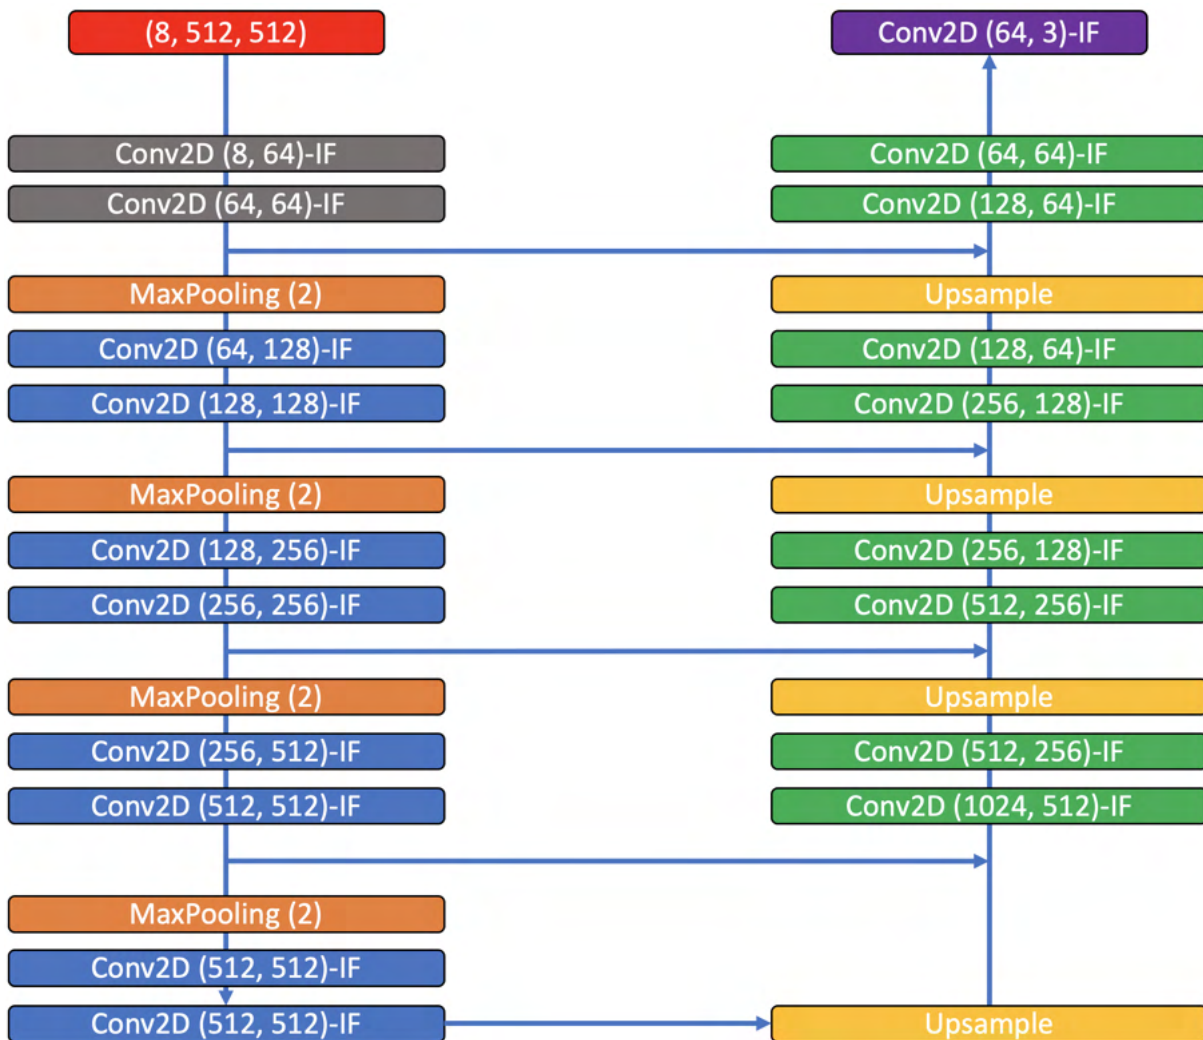 (8, 512, 512)
Conv2D (8, 64)-IF
Conv2D (64, 64)-IF
MaxPooling (2)
Conv2D (64, 128)-IF
Conv2D (128, 128)-IF
MaxPooling (2)
Conv2D (128, 256)-IF
Conv2D (256, 256)-IF
MaxPooling (2)
Conv2D (256, 512)-IF
Conv2D (512, 512)-IF
MaxPooling (2)
Conv2D (512, 512)-IF
Conv2D (512, 512)-IF
Conv2D (64, 3)-IF
Conv2D (64, 64)-IF
Conv2D (128, 64)-IF
Upsample
Conv2D (128, 64)-IF
Conv2D (256, 128)-IF
Upsample
Conv2D (256, 128)-IF
Conv2D (512, 256)-IF
Upsample
Conv2D (512, 256)-IF
Conv2D (1024, 512)-IF
Upsample